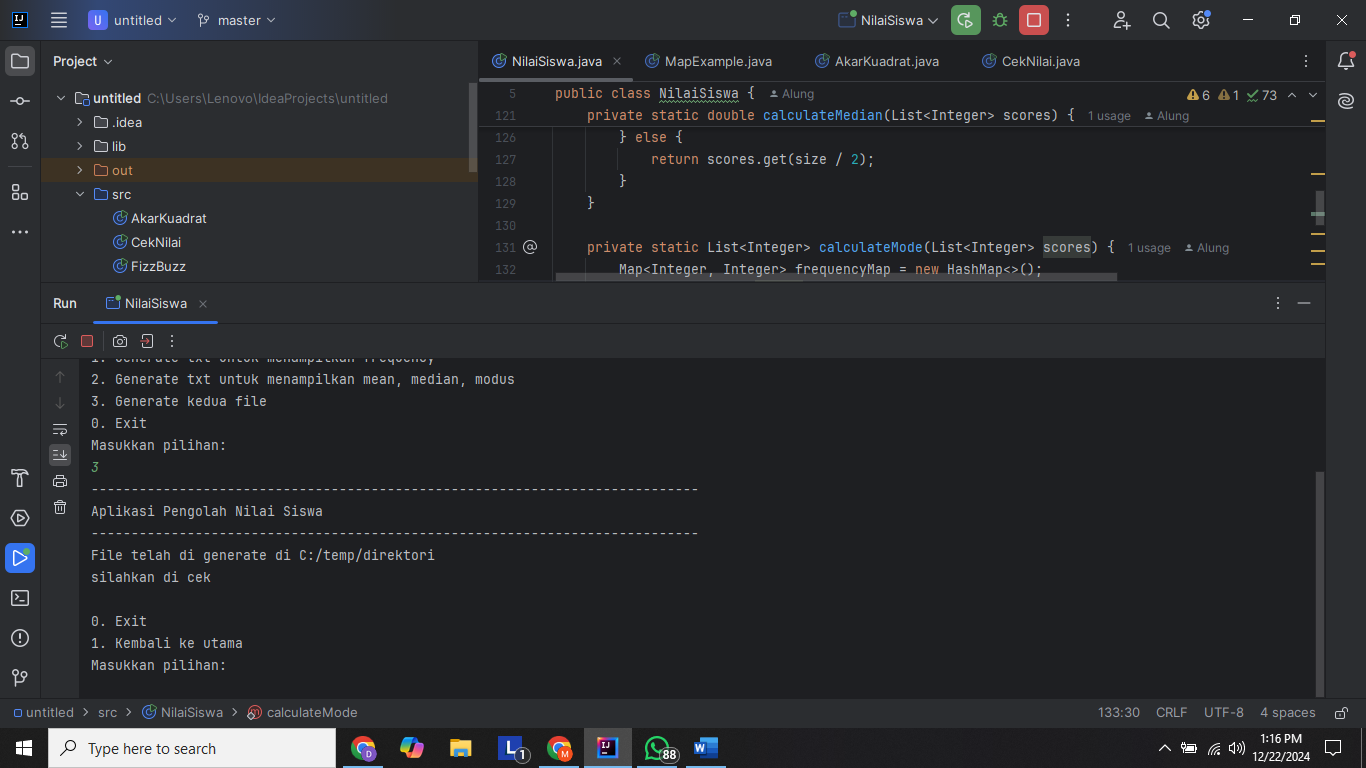 untitled
master
NilaiSiswa
Project
NilaiSiswa.java
MapExample.java
AkarKuadrat.java
CekNilai.java
untitled C:\Users\Lenovo\IdeaProjects\untitled
.idea
lib
out
src
AkarKuadrat
CekNilai
FizzBuzz
5 public class NilaiSiswa { Alung
6 1 73
121 private static double calculateMedian(List<Integer> scores) { 1 usage Alung
126 } else {
127 return scores.get(size / 2);
128 }
129 }
130
131 private static List<Integer> calculateMode(List<Integer> scores) { 1 usage Alung
132 Map<Integer, Integer> frequencyMap = new HashMap<>();
Run
NilaiSiswa
1. Generate txt untuk menampilkan frequency
2. Generate txt untuk menampilkan mean, median, modus
3. Generate kedua file
0. Exit
Masukkan pilihan:
3
----------------------------------------------------------------------------
Aplikasi Pengolah Nilai Siswa
----------------------------------------------------------------------------
File telah di generate di C:/temp/direktori
silahkan di cek
0. Exit
1. Kembali ke utama
Masukkan pilihan:
untitled > src > NilaiSiswa > calculateMode
133:30 CRLF UTF-8 4 spaces
Type here to search
1
88
1:16 PM
12/22/2024